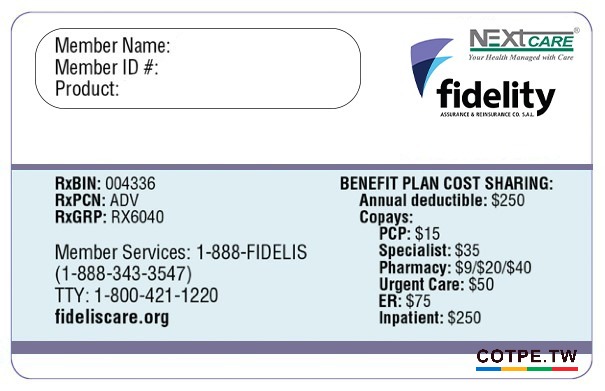 Member Name:
Member ID #:
Product:
NEXtCARE®
Your Health Managed with Care
fidelity
ASSURANCE & REINSURANCE CO. S.A.L.
RxBIN: 004336
RxPCN: ADV
RxGRP: RX6040
Member Services: 1-888-FIDELIS
(1-888-343-3547)
TTY: 1-800-421-1220
fideliscare.org
BENEFIT PLAN COST SHARING:
Annual deductible: $250
Copays:
PCP: $15
Specialist: $35
Pharmacy: $9/$20/$40
Urgent Care: $50
ER: $75
Inpatient: $250
COTPE.TW